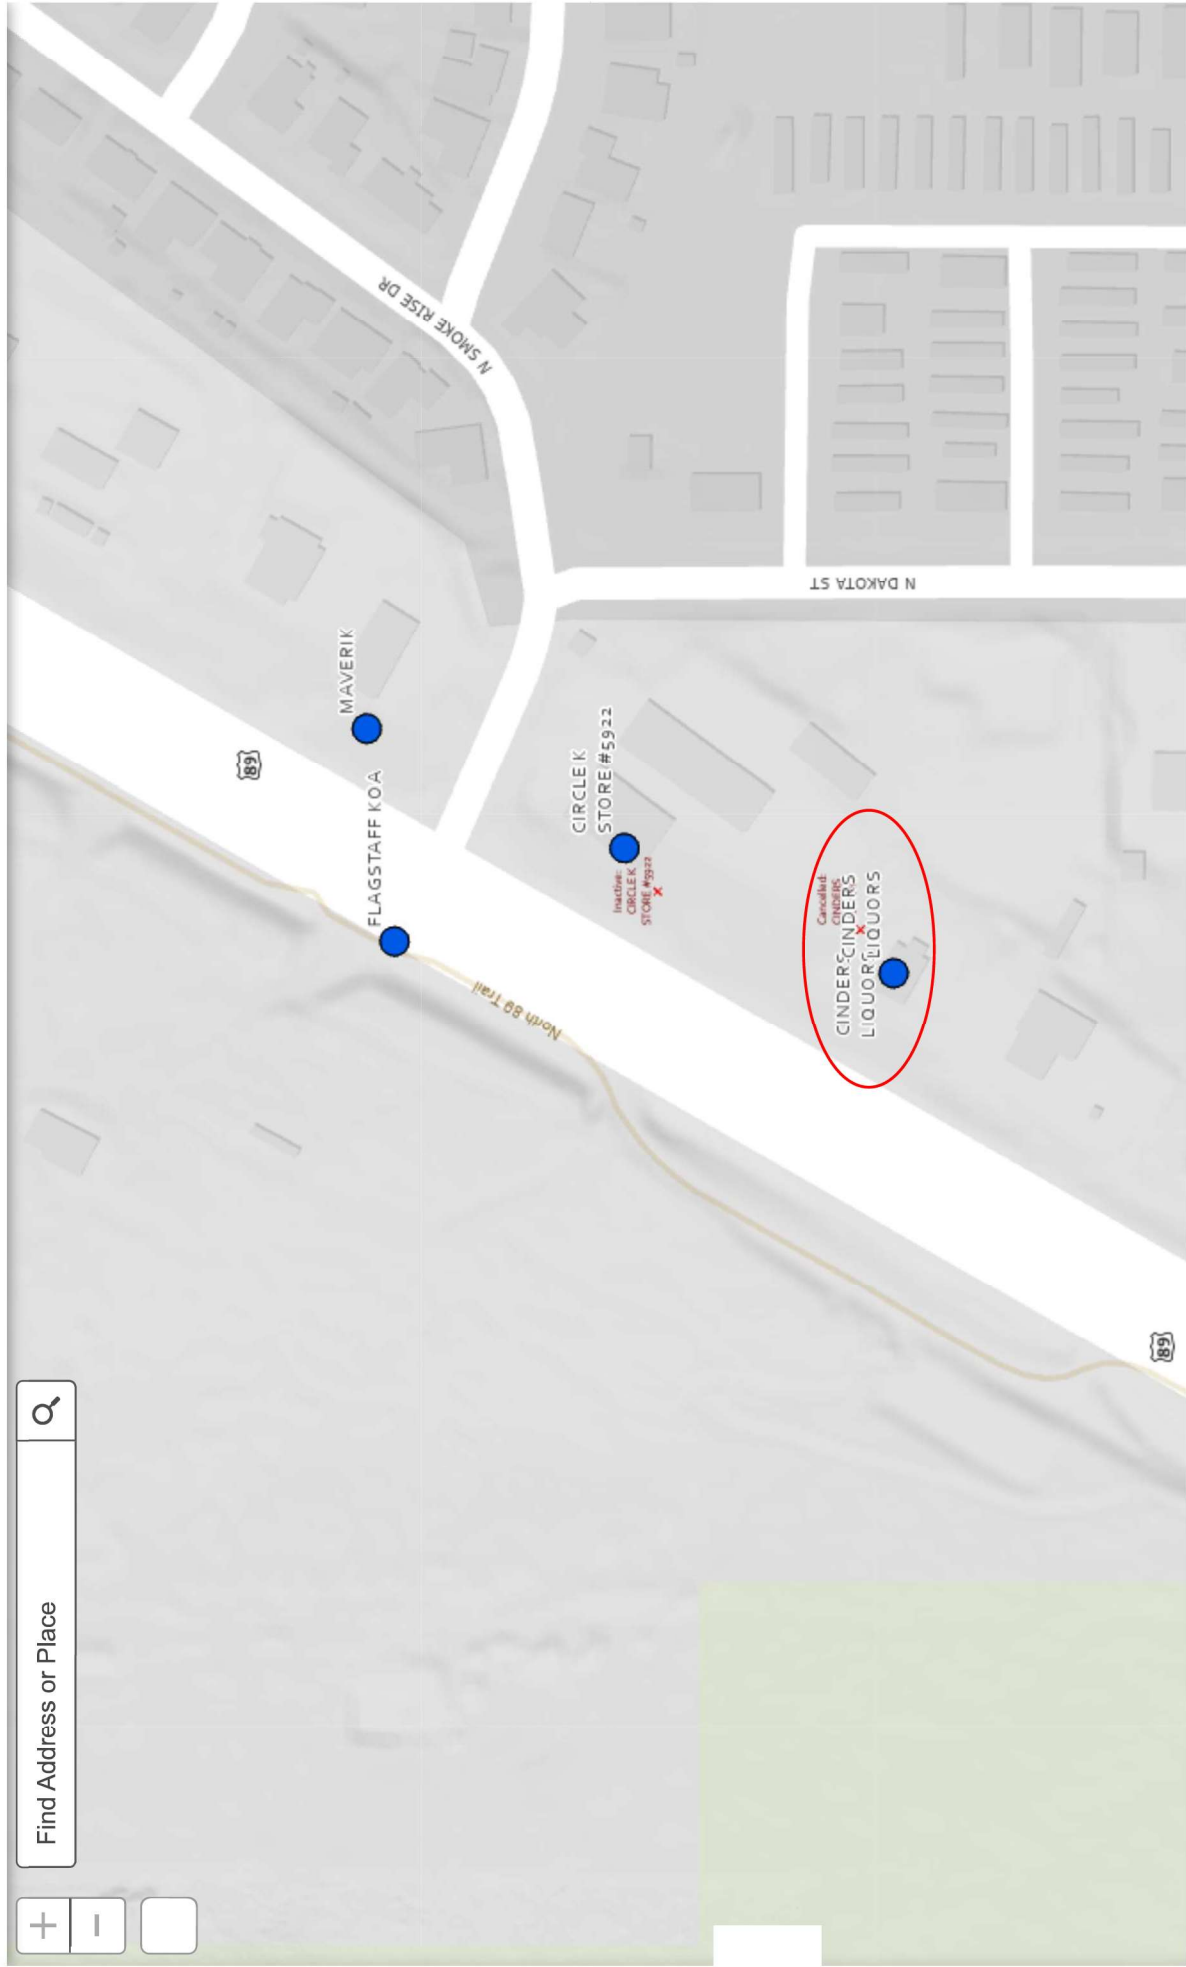 +
−
Find Address or Place
89
MAVERIK
FLAGSTAFF KOA
N SMOKE RISE DR
North 89 Trail
CIRCLE K
STORE #5922
Inactive:
CIRCLE K
STORE #5922
N DAKOTA ST
Cancelled:
CINDERS
CINDERS
LIQUORS
CINDERS
LIQUORS
89